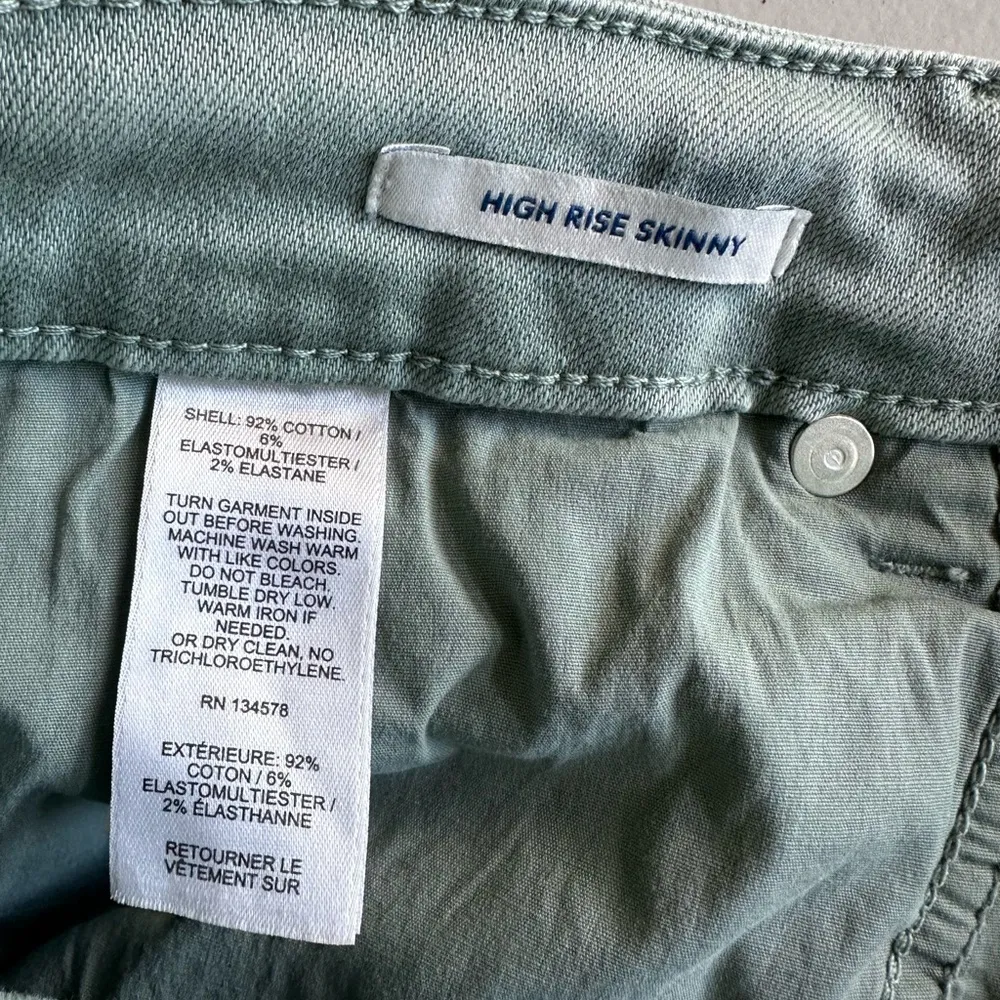 HIGH RISE SKINNY
SHELL: 92% COTTON /
6%
ELASTOMULTIESTER /
2% ELASTANE
TURN GARMENT INSIDE
OUT BEFORE WASHING.
MACHINE WASH WARM
WITH LIKE COLORS.
DO NOT BLEACH,
TUMBLE DRY LOW.
WARM IRON IF
NEEDED.
OR DRY CLEAN, NO
TRICHLOROETHYLENE.
RN 134578
EXTÉRIEURE: 92%
COTON / 6%
ELASTOMULTIESTER /
2% ÉLASTHANNE
RETOURNER LE
VÊTEMENT SUR